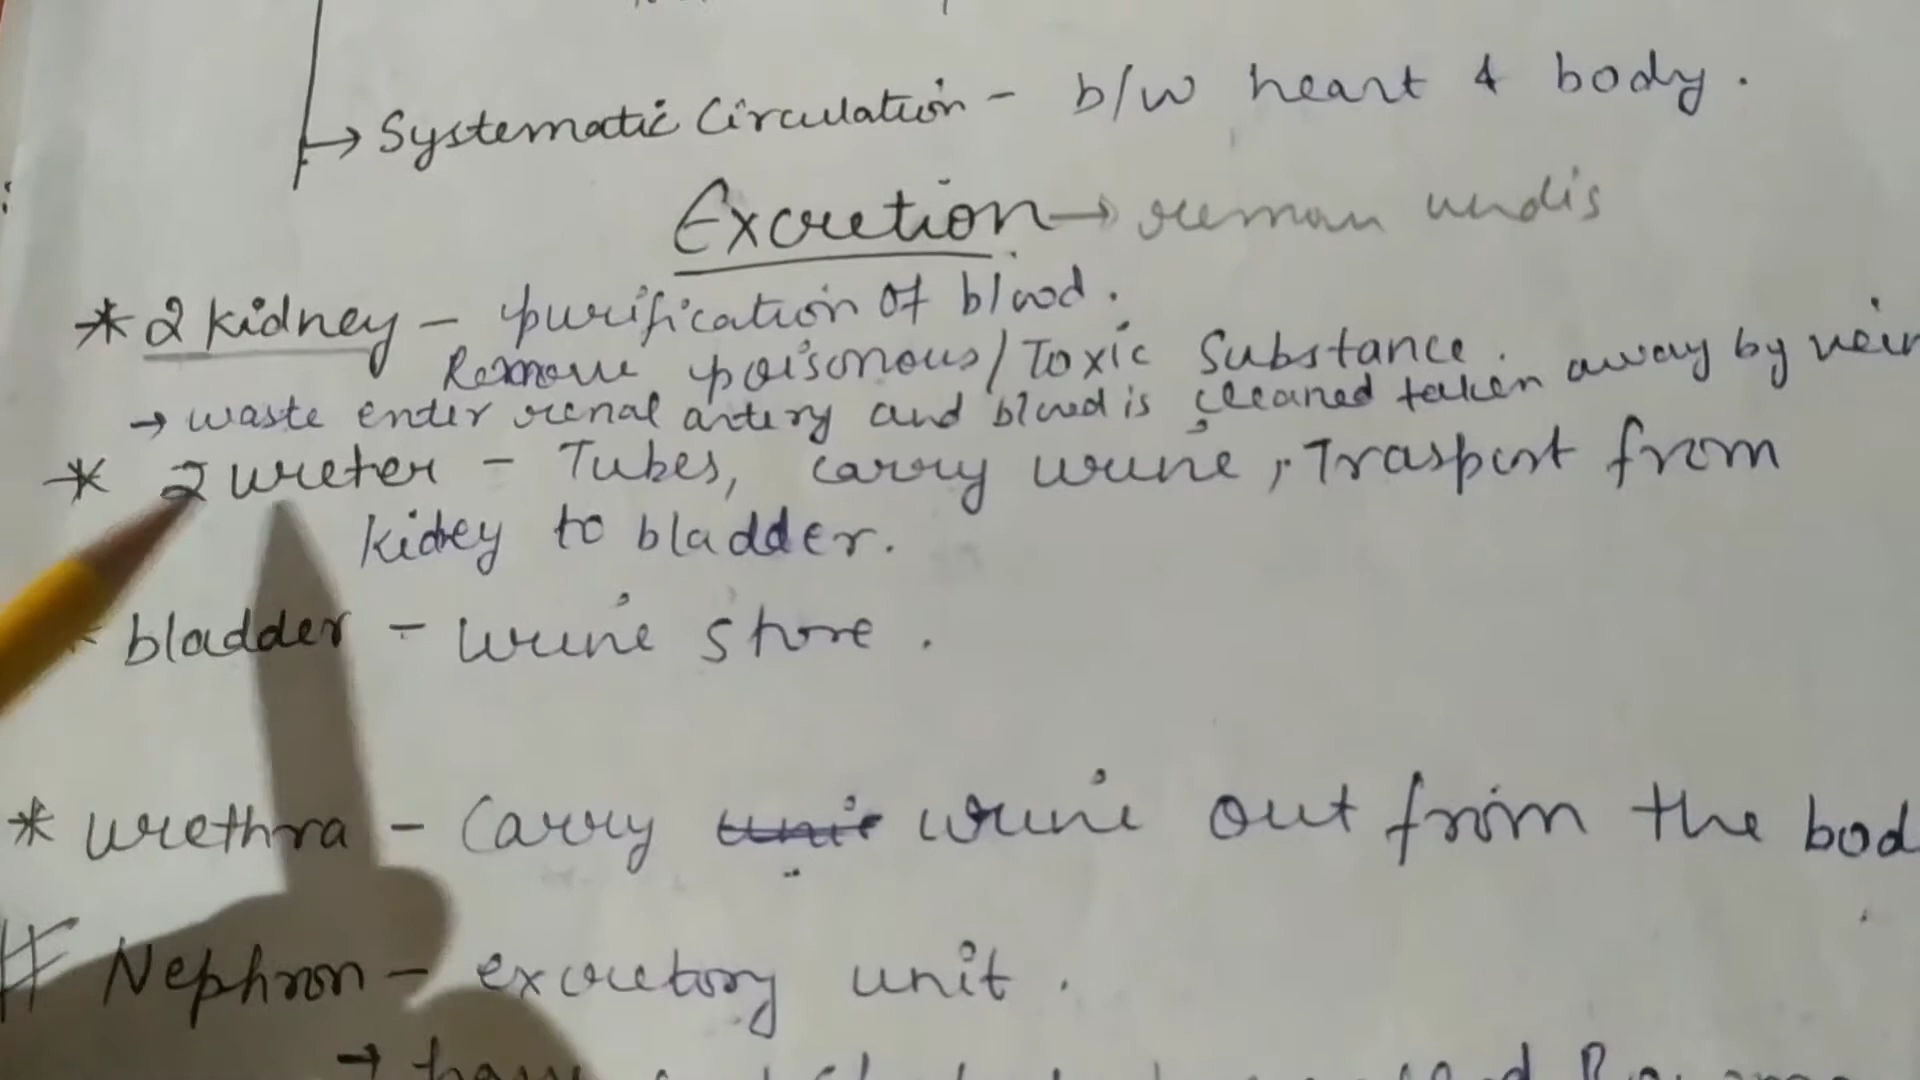 → Systematic Circulation - b/w heart & body.
Excretion →
* 2 kidney - purification of blood.
Remove poisonous/Toxic Substance.
→ waste enter renal artery and blood is cleaned taken away by vein
* 2 ureter - Tubes, carry urine, Trasport from
kidey to bladder.
* bladder - urine store.
* urethra - Carry urine out from the bod
# Nephron - excretory unit.